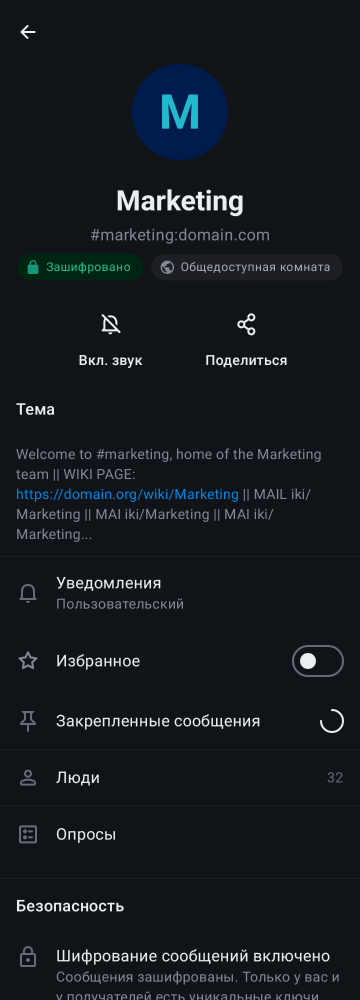 M
Marketing
#marketing:domain.com
Зашифровано
Общедоступная комната
Вкл. звук
Поделиться
Тема
Welcome to #marketing, home of the Marketing
team || WIKI PAGE:
https://domain.org/wiki/Marketing || MAIL iki/
Marketing || MAI iki/Marketing || MAI iki/
Marketing...
Уведомления
Пользовательский
Избранное
Закрепленные сообщения
Люди
32
Опросы
Безопасность
Шифрование сообщений включено
Сообщения зашифрованы. Только у вас и
у получателей есть уникальные ключи